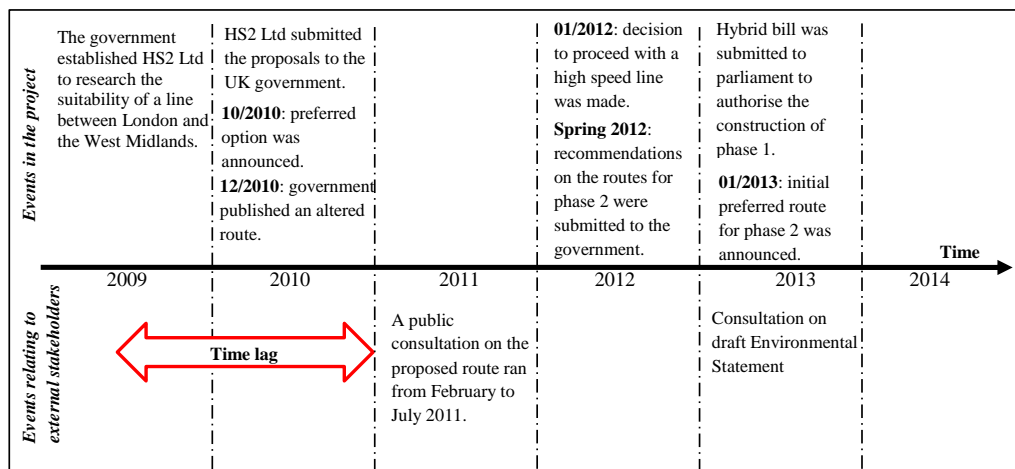 Events in the project
The government
established HS2 Ltd
to research the
suitability of a line
between London and
the West Midlands.
HS2 Ltd submitted
the proposals to the
UK government.
10/2010: preferred
option was
announced.
12/2010: government
published an altered
route.
01/2012: decision
to proceed with a
high speed line
was made.
Spring 2012:
recommendations
on the routes for
phase 2 were
submitted to the
government.
Hybrid bill was
submitted to
parliament to
authorise the
construction of
phase 1.
01/2013: initial
preferred route
for phase 2 was
announced.
Time
2009
2010
2011
2012
2013
2014
Events relating to
external stakeholders
Time lag
A public
consultation on the
proposed route ran
from February to
July 2011.
Consultation on
draft Environmental
Statement